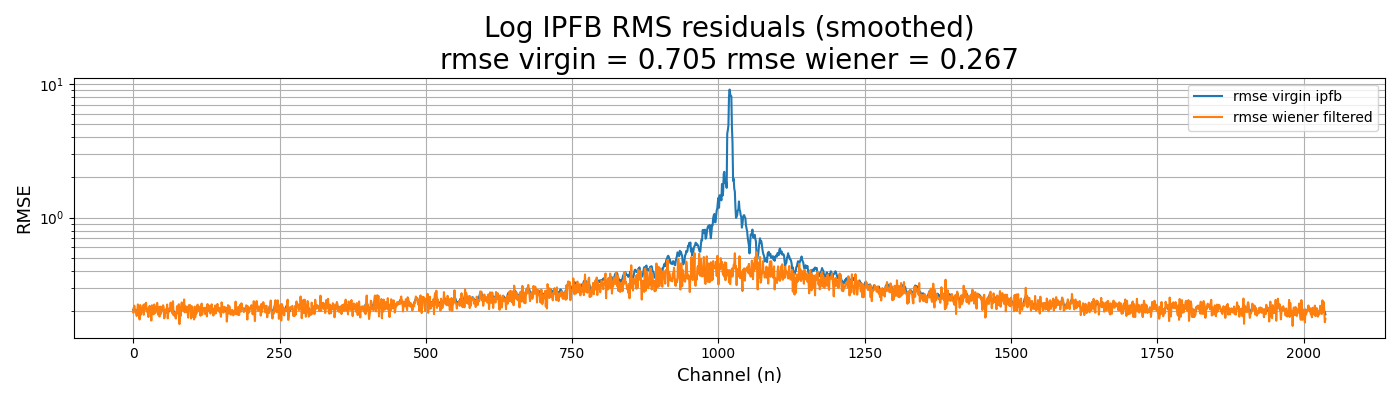 Log IPFB RMS residuals (smoothed)
rmse virgin = 0.705 rmse wiener = 0.267
10¹
10⁰
RMSE
rmse virgin ipfb
rmse wiener filtered
0 250 500 750 1000 1250 1500 1750 2000
Channel (n)